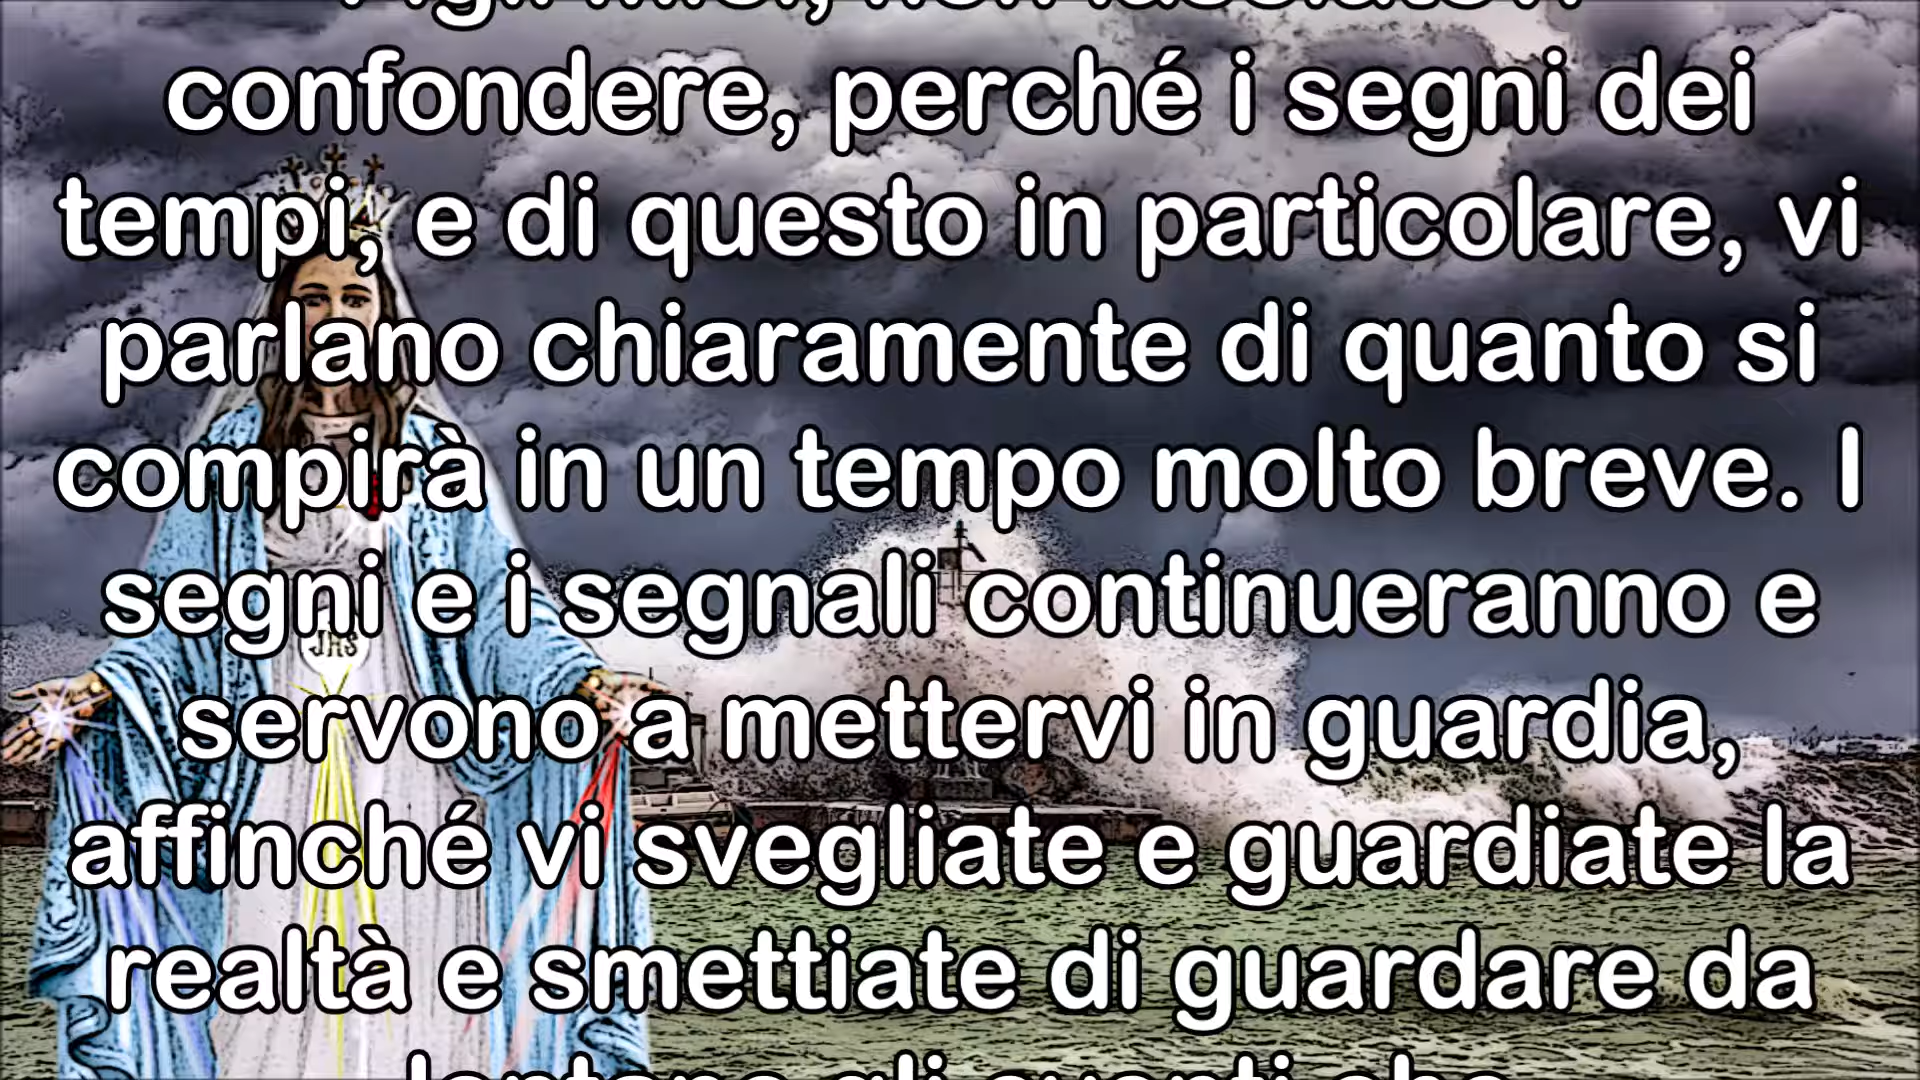 confondere, perché i segni dei
tempi, e di questo in particolare, vi
parlano chiaramente di quanto si
compirà in un tempo molto breve. I
segni e i segnali continueranno e
servono a mettervi in guardia,
affinché vi svegliate e guardiate la
realtà e smettiate di guardare da
JHS